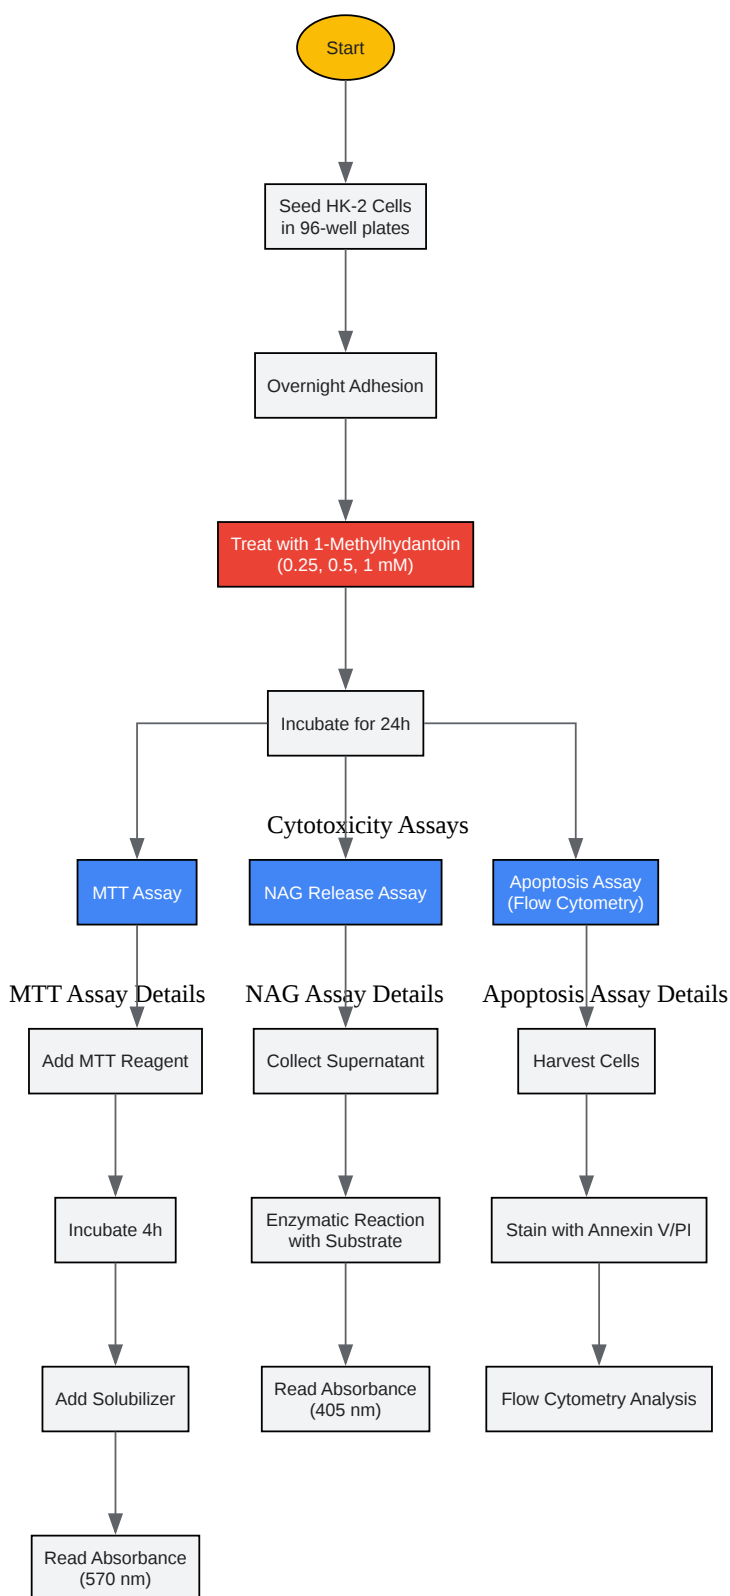 Start
Seed HK-2 Cells
in 96-well plates
Overnight Adhesion
Treat with 1-Methylhydantoin
(0.25, 0.5, 1 mM)
Incubate for 24h
Cytotoxicity Assays
MTT Assay
NAG Release Assay
Apoptosis Assay
(Flow Cytometry)
MTT Assay Details
NAG Assay Details
Apoptosis Assay Details
Add MTT Reagent
Collect Supernatant
Harvest Cells
Incubate 4h
Enzymatic Reaction
with Substrate
Stain with Annexin V/PI
Add Solubilizer
Read Absorbance
(405 nm)
Flow Cytometry Analysis
Read Absorbance
(570 nm)